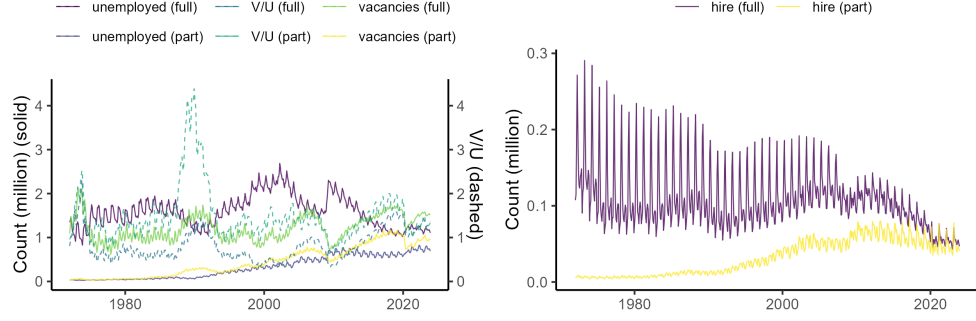 unemployed (full) V/U (full) vacancies (full)
unemployed (part) V/U (part) vacancies (part)
Count (million) (solid)
4
3
2
1
0
4
3
2
1
0
V/U (dashed)
1980 2000 2020
hire (full) hire (part)
Count (million)
0.3
0.2
0.1
0.0
1980 2000 2020